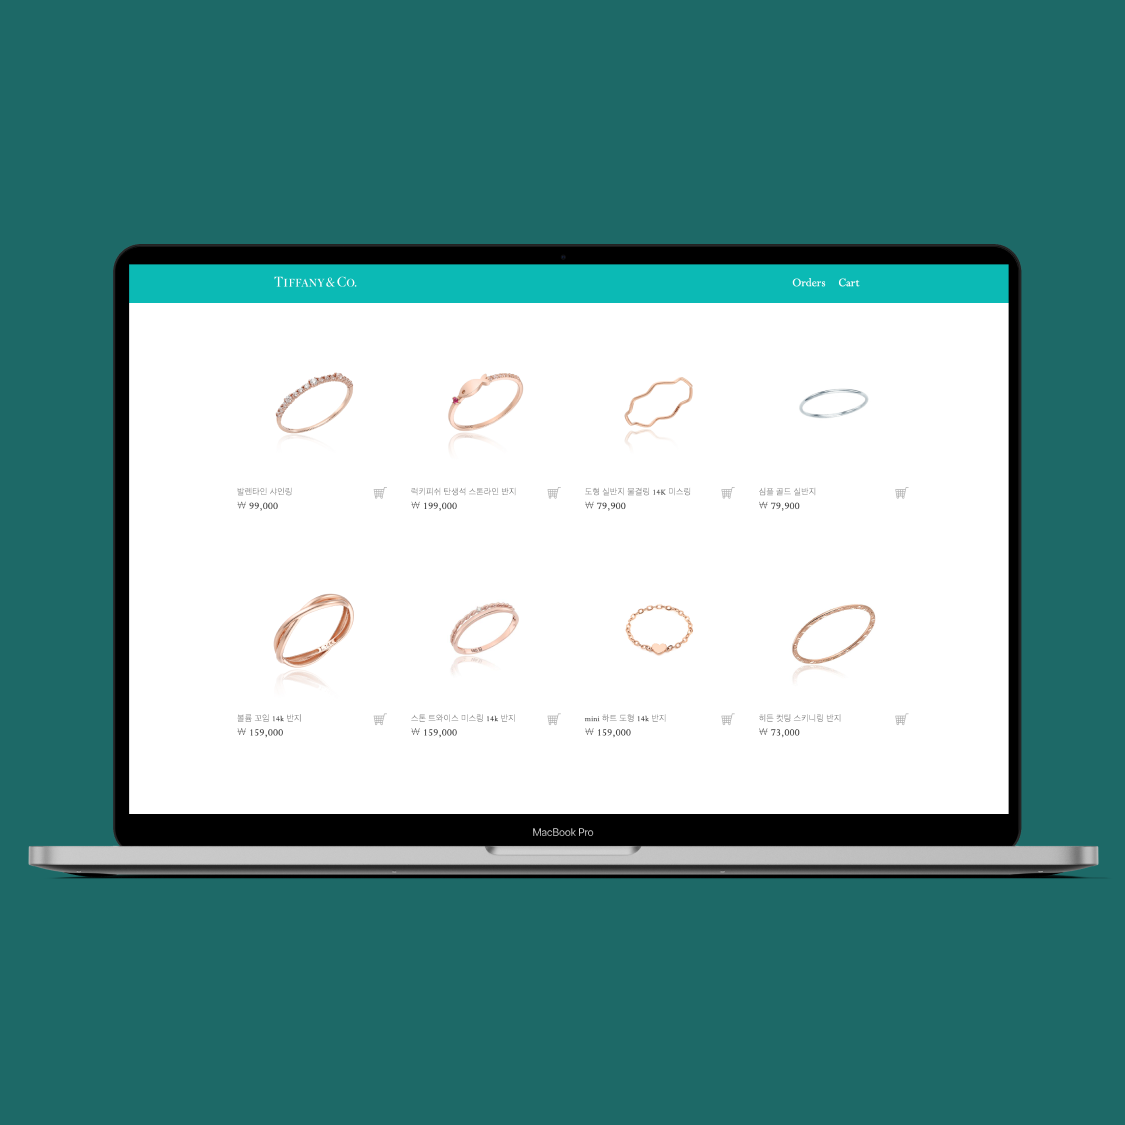 TIFFANY & CO.
Orders Cart
발렌타인 샤인링
₩ 99,000
럭키피쉬 탄생석 스톤라인 반지
₩ 199,000
도형 실반지 물결링 14K 미스링
₩ 79,900
심플 골드 실반지
₩ 79,900
볼륨 꼬임 14k 반지
₩ 159,000
스톤 트와이스 미스링 14k 반지
₩ 159,000
mini 하트 도형 14k 반지
₩ 159,000
히든 컷팅 스키니링 반지
₩ 73,000
MacBook Pro